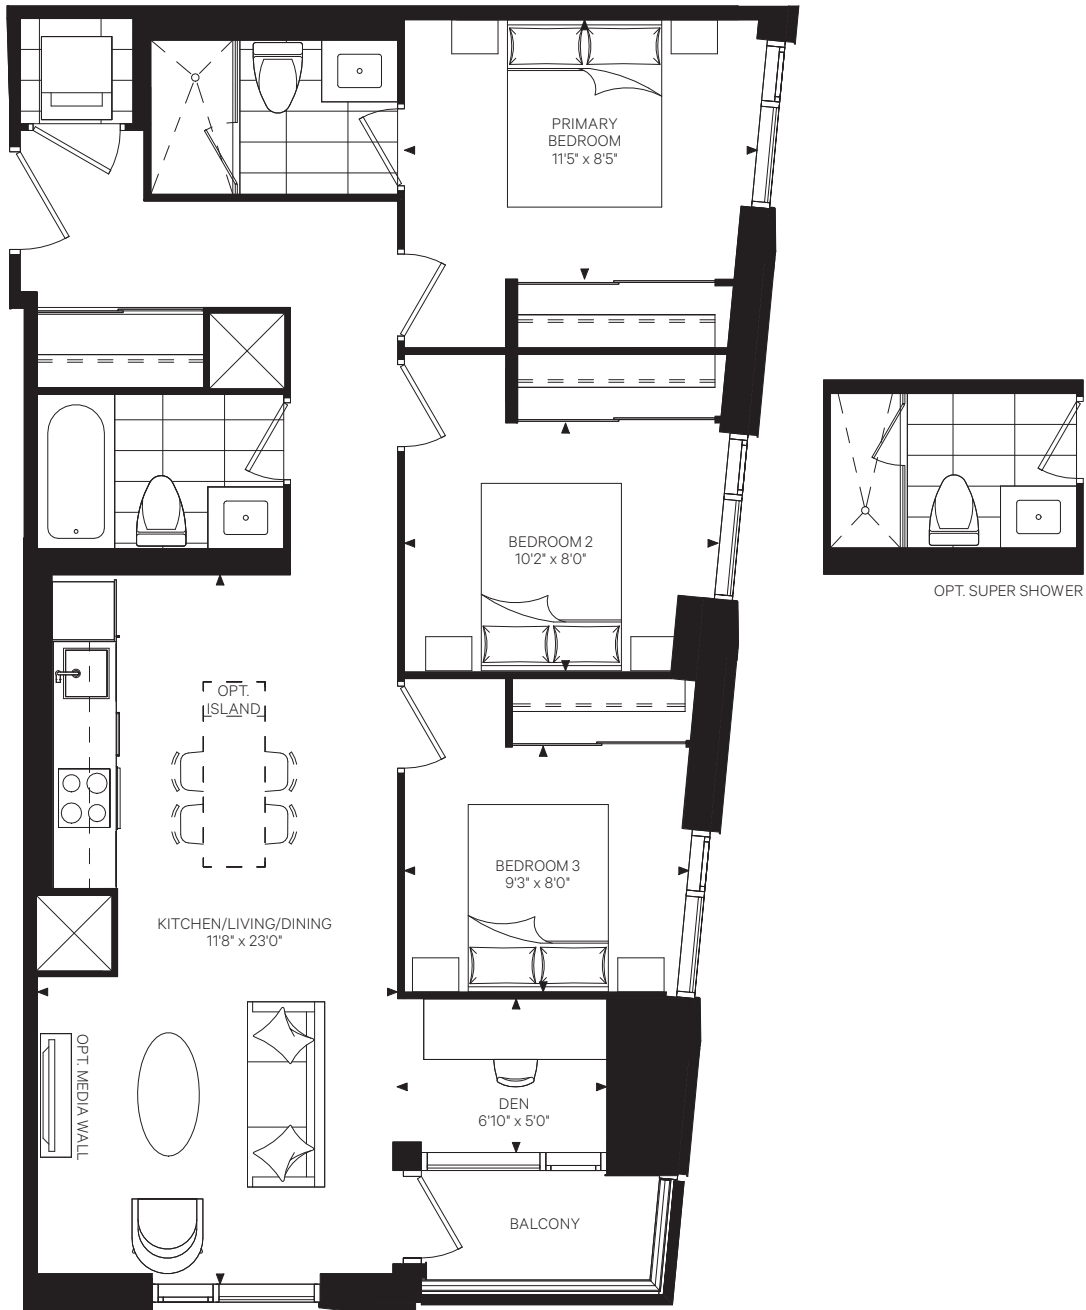 PRIMARY
BEDROOM
11'5" x 8'5"
BEDROOM 2
10'2" x 8'0"
OPT. SUPER SHOWER
OPT.
ISLAND
BEDROOM 3
9'3" x 8'0"
KITCHEN/LIVING/DINING
11'8" x 23'0"
OPT. MEDIA WALL
DEN
6'10" x 5'0"
BALCONY